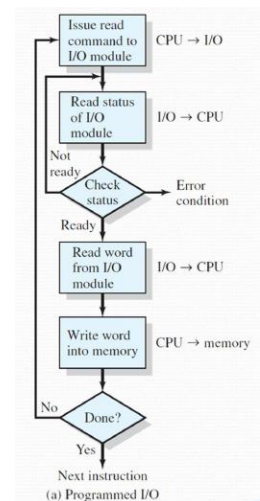 Issue read
command to
I/O module
CPU → I/O
Read status
of I/O
module
I/O → CPU
Not
ready
Check
status
Error
condition
Ready
Read word
from I/O
module
I/O → CPU
Write word
into memory
CPU → memory
No
Done?
Yes
Next instruction
(a) Programmed I/O